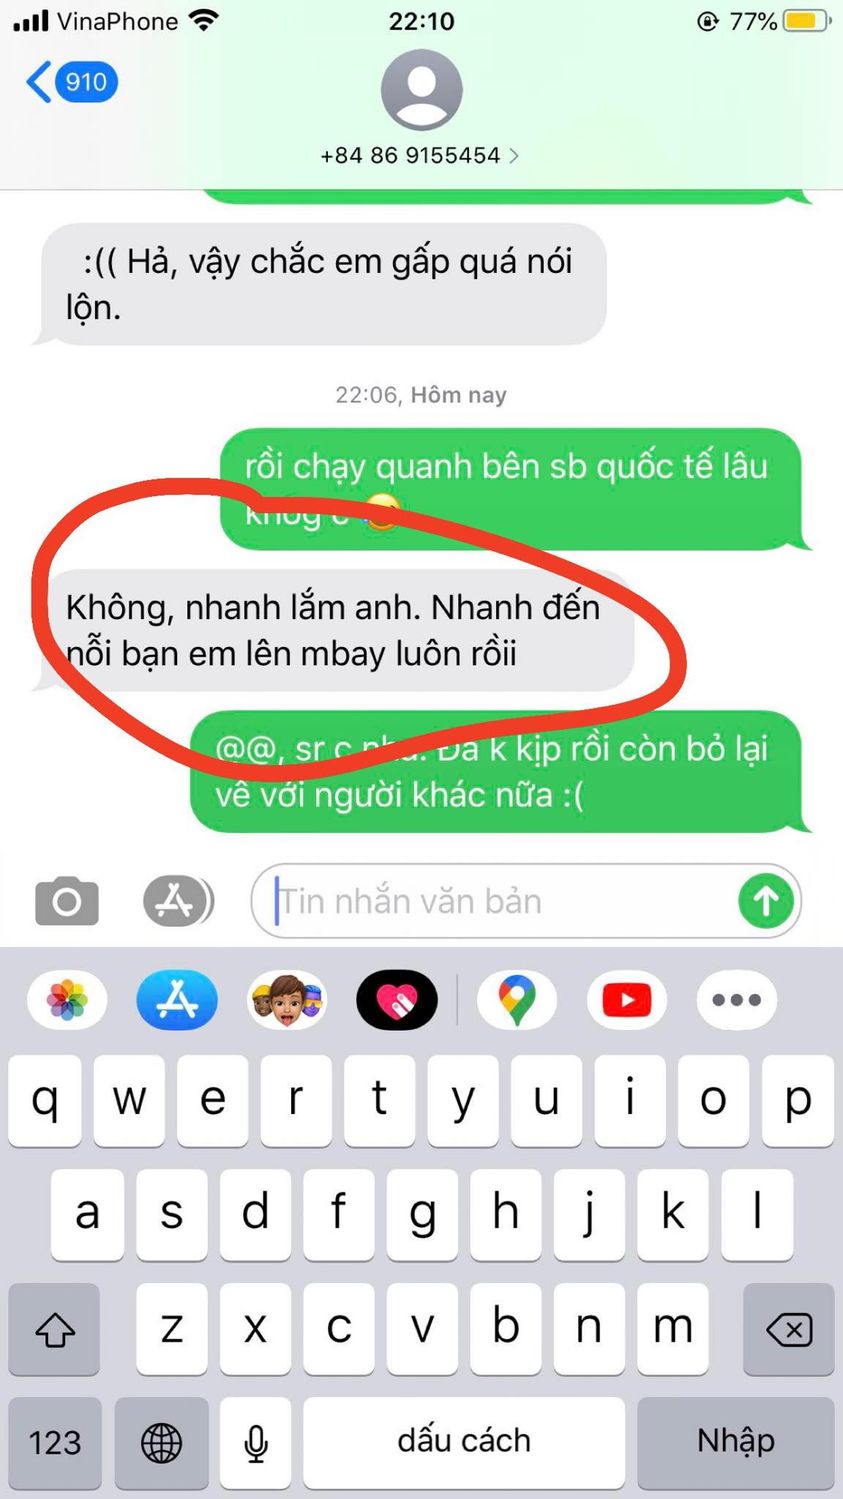 VinaPhone
22:10
77%
910
+84 86 9155454
:(( Hả, vậy chắc em gấp quá nói
lộn.
22:06, Hôm nay
rồi chạy quanh bên sb quốc tế lâu
khôg c
Không, nhanh lắm anh. Nhanh đến
nỗi bạn em lên mbay luôn rồii
@@, sr c nha. Đã k kịp rồi còn bỏ lại
về với người khác nữa :(
Tin nhắn văn bản
q w e r t y u i o p
a s d f g h j k l
z x c v b n m
123 dấu cách Nhập